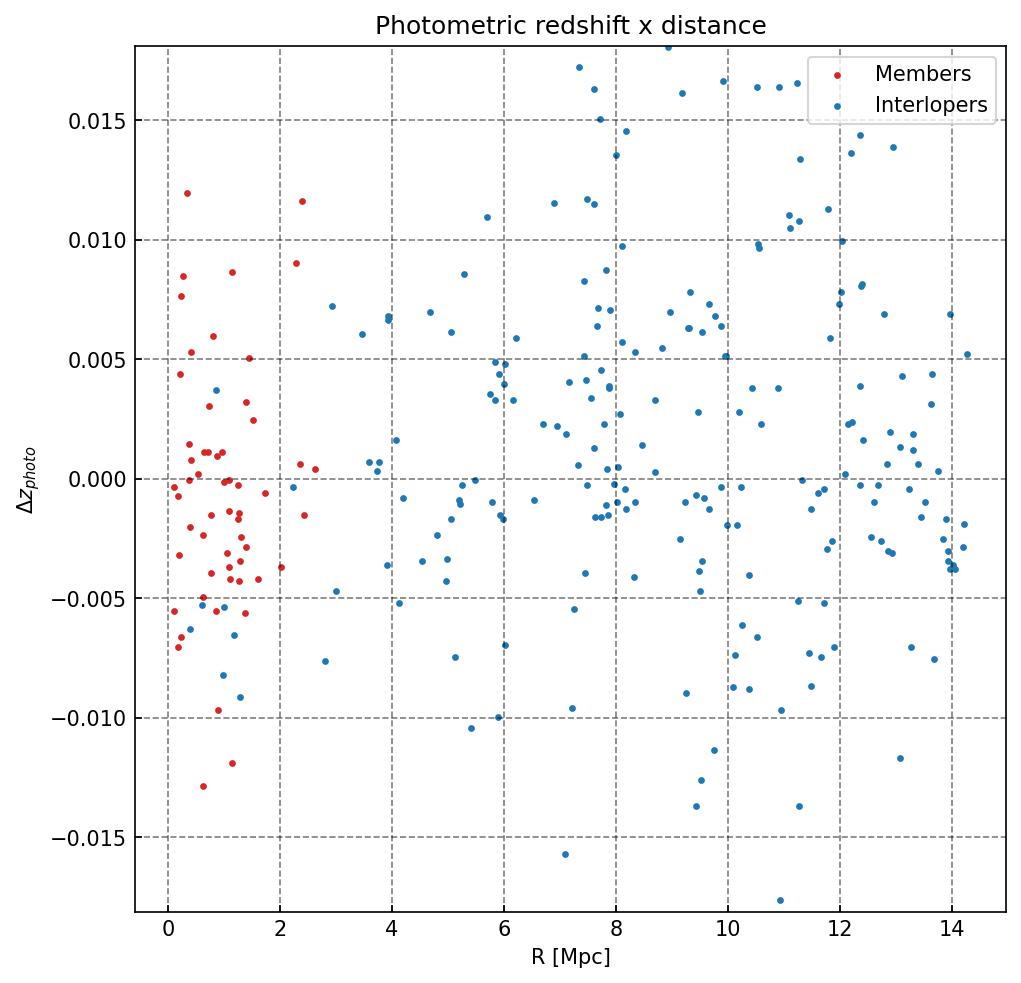 Photometric redshift x distance
Members
Interlopers
0.015
0.010
0.005
0.000
−0.005
−0.010
−0.015
Δz_photo
0 2 4 6 8 10 12 14
R [Mpc]